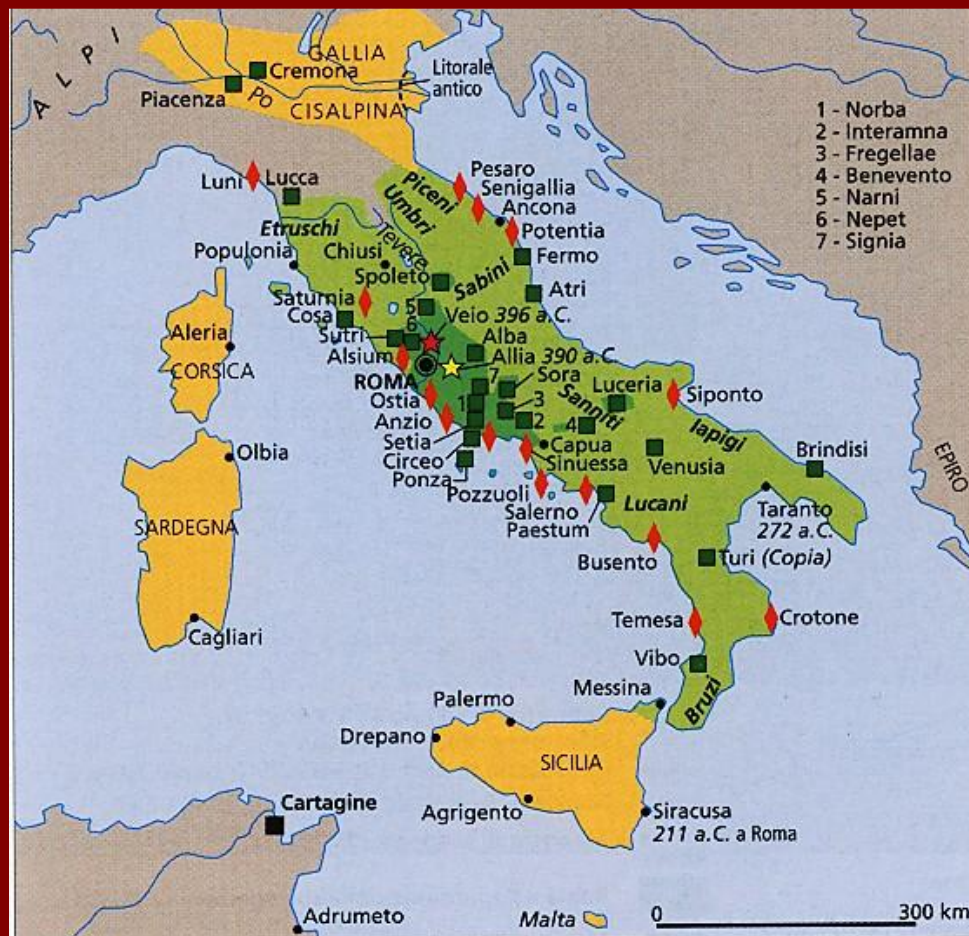 ALPI
GALLIA
Cremona
Litorale
antico
Piacenza
Po
CISALPINA
1 - Norba
2 - Interamna
3 - Fregellae
4 - Benevento
5 - Narni
6 - Nepet
7 - Signia
Luni
Lucca
Pesaro
Senigallia
Ancona
Piceni
Umbri
Potentia
Etruschi
Tevere
Populonia
Chiusi
Fermo
Spoleto
Sabini
Atri
Saturnia
5
Veio 396 a.C.
Cosa
6
Sutri
Alba
Aleria
Alsium
Allia 390 a.C.
CORSICA
ROMA
7
Sora
Luceria
Siponto
Ostia
1
3
Sanniti
Anzio
2
4
Iapigi
Setia
Capua
Brindisi
Olbia
Circeo
Sinuessa
Venusia
Ponza
EPIRO
Pozzuoli
Lucani
Salerno
Taranto
272 a.C.
SARDEGNA
Paestum
Busento
Turi (Copia)
Cagliari
Temesa
Crotone
Vibo
Messina
Bruzi
Palermo
Drepano
SICILIA
Cartagine
Agrigento
Siracusa
211 a.C. a Roma
Adrumeto
Malta
0
300 km